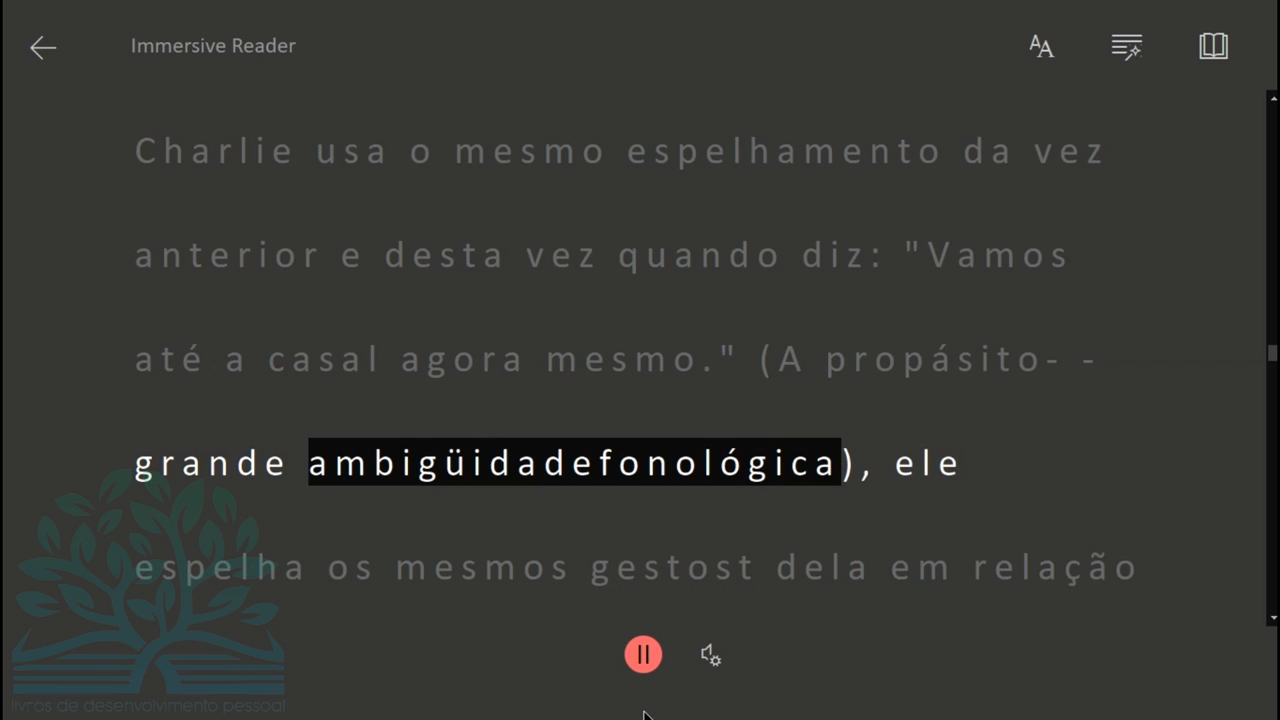 Immersive Reader
Charlie usa o mesmo espelhamento da vez
anterior e desta vez quando diz: "Vamos
até a casal agora mesmo." (A propósito- -
grande ambigüidadefonológica), ele
espelha os mesmos gestost dela em relação
livros de desenvolvimento pessoal